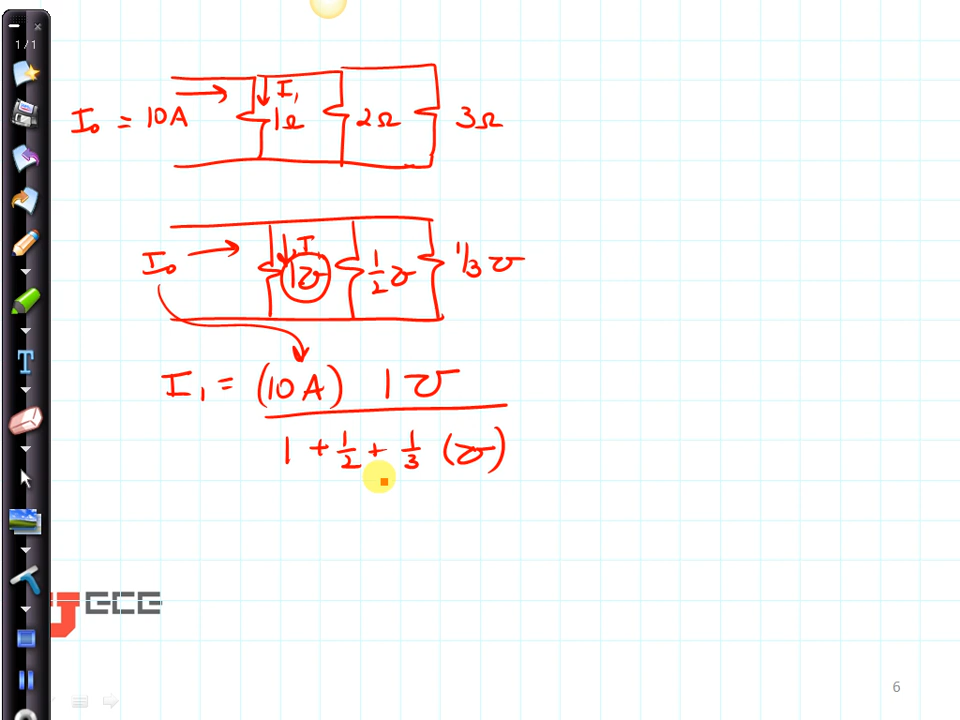 1 / 1
I₀ = 10A I₁ 1Ω 2Ω 3Ω
I₀ I₁ 1℧ 1/2 ℧ 1/3 ℧
I₁ = (10A) 1℧
1 + 1/2 + 1/3 (℧)
T
ECE
6